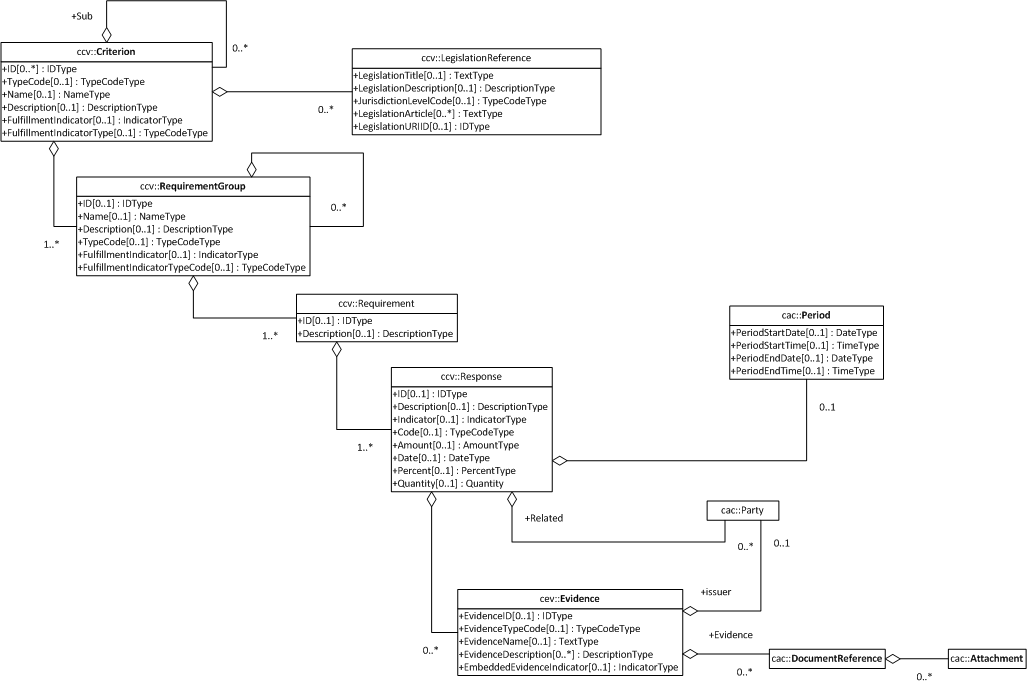 +Sub
0..*
ccv::Criterion
+ID[0..*] : IDType
+TypeCode[0..1] : TypeCodeType
+Name[0..1] : NameType
+Description[0..1] : DescriptionType
+FulfillmentIndicator[0..1] : IndicatorType
+FulfillmentIndicatorType[0..1] : TypeCodeType
0..*
ccv::LegislationReference
+LegislationTitle[0..1] : TextType
+LegislationDescription[0..1] : DescriptionType
+JurisdictionLevelCode[0..1] : TypeCodeType
+LegislationArticle[0..*] : TextType
+LegislationURIID[0..1] : IDType
1..*
ccv::RequirementGroup
+ID[0..1] : IDType
+Name[0..1] : NameType
+Description[0..1] : DescriptionType
+TypeCode[0..1] : TypeCodeType
+FulfillmentIndicator[0..1] : IndicatorType
+FulfillmentIndicatorTypeCode[0..1] : TypeCodeType
0..*
1..*
ccv::Requirement
+ID[0..1] : IDType
+Description[0..1] : DescriptionType
1..*
ccv::Response
+ID[0..1] : IDType
+Description[0..1] : DescriptionType
+Indicator[0..1] : IndicatorType
+Code[0..1] : TypeCodeType
+Amount[0..1] : AmountType
+Date[0..1] : DateType
+Percent[0..1] : PercentType
+Quantity[0..1] : Quantity
cac::Period
+PeriodStartDate[0..1] : DateType
+PeriodStartTime[0..1] : TimeType
+PeriodEndDate[0..1] : DateType
+PeriodEndTime[0..1] : TimeType
0..1
+Related
cac::Party
0..*
0..1
0..*
cev::Evidence
+EvidenceID[0..1] : IDType
+EvidenceTypeCode[0..1] : TypeCodeType
+EvidenceName[0..1] : TextType
+EvidenceDescription[0..*] : DescriptionType
+EmbeddedEvidenceIndicator[0..1] : IndicatorType
+issuer
+Evidence
0..*
cac::DocumentReference
0..*
cac::Attachment